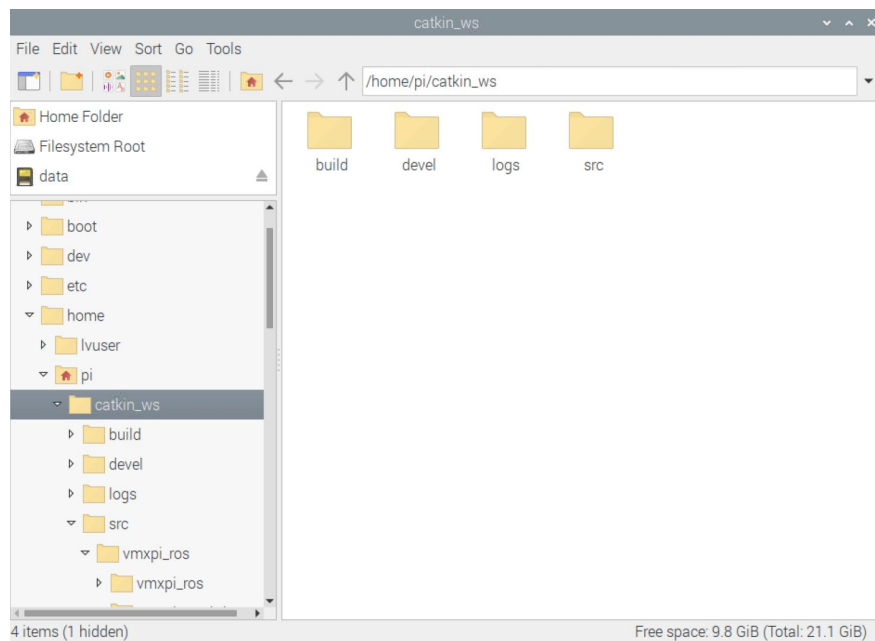 catkin_ws
File Edit View Sort Go Tools
/home/pi/catkin_ws
Home Folder
Filesystem Root
data
boot
dev
etc
home
lvuser
pi
catkin_ws
build
devel
logs
src
vmxpi_ros
vmxpi_ros
build devel logs src
4 items (1 hidden)
Free space: 9.8 GiB (Total: 21.1 GiB)